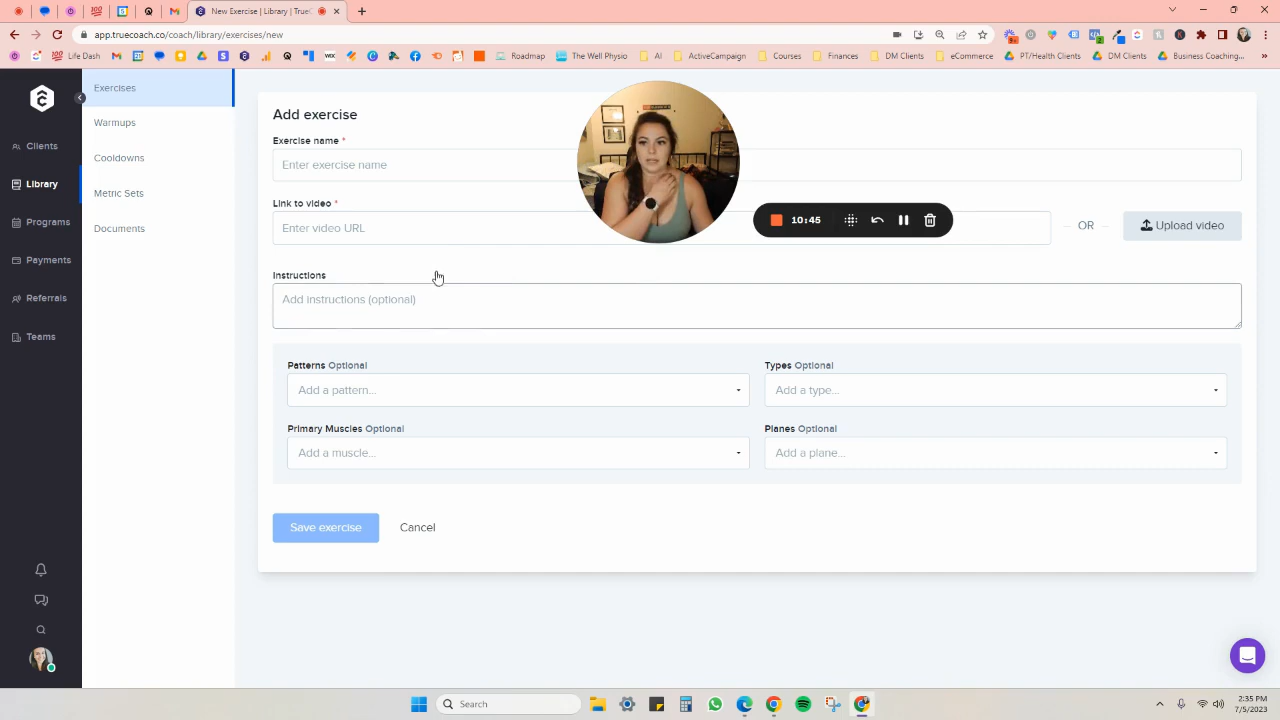 New Exercise | Library | TrueC
app.truecoach.co/coach/library/exercises/new
Life Dash
WIX
Roadmap
The Well Physio
AI
ActiveCampaign
Courses
Finances
DM Clients
eCommerce
PT/Health Clients
DM Clients
Business Coaching...
Exercises
Warmups
Cooldowns
Metric Sets
Documents
Clients
Library
Programs
Payments
Referrals
Teams
Add exercise
Exercise name *
Enter exercise name
Link to video *
Enter video URL
10:45
OR
Upload video
Instructions
Add instructions (optional)
Patterns Optional
Add a pattern...
Types Optional
Add a type...
Primary Muscles Optional
Add a muscle...
Planes Optional
Add a plane...
Save exercise
Cancel
Search
2:35 PM
7/5/2023